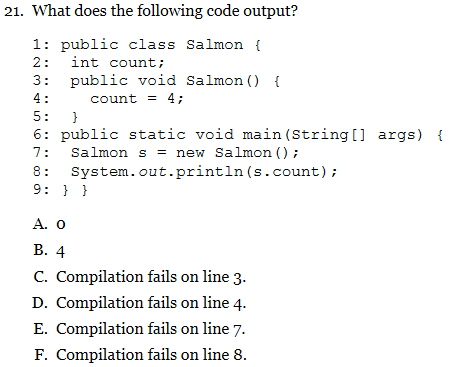 21. What does the following code output?
1: public class Salmon {
2: int count;
3: public void Salmon() {
4: count = 4;
5: }
6: public static void main(String[] args) {
7: Salmon s = new Salmon();
8: System.out.println(s.count);
9: } }
A. 0
B. 4
C. Compilation fails on line 3.
D. Compilation fails on line 4.
E. Compilation fails on line 7.
F. Compilation fails on line 8.